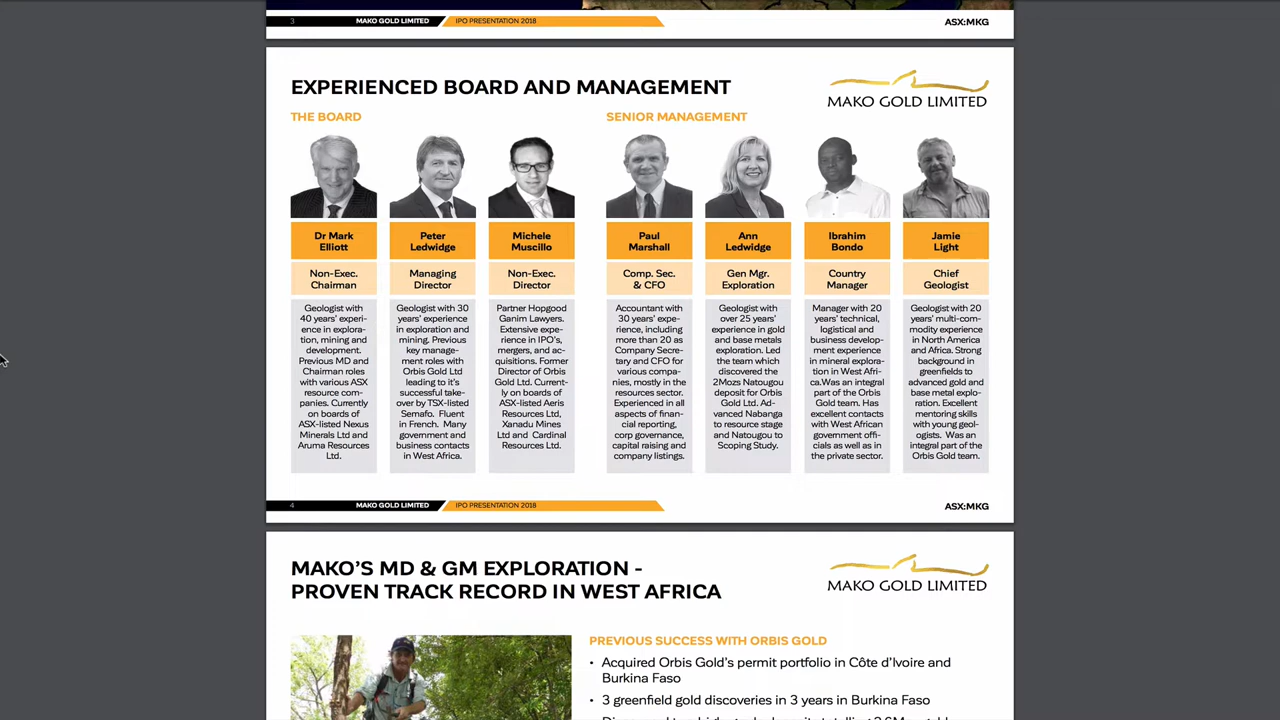 3
MAKO GOLD LIMITED
IPO PRESENTATION 2018
ASX:MKG
EXPERIENCED BOARD AND MANAGEMENT
MAKO GOLD LIMITED
THE BOARD
SENIOR MANAGEMENT
Dr Mark
Elliott
Non-Exec.
Chairman
Geologist with
40 years' experi-
ence in explora-
tion, mining and
development.
Previous MD and
Chairman roles
with various ASX
resource com-
panies. Currently
on boards of
ASX-listed Nexus
Minerals Ltd and
Aruma Resources
Ltd.
Peter
Ledwidge
Managing
Director
Geologist with 30
years' experience
in exploration and
mining. Previous
key manage-
ment roles with
Orbis Gold Ltd
leading to it's
successful take-
over by TSX-listed
Semafo. Fluent
in French. Many
government and
business contacts
in West Africa.
Michele
Muscillo
Non-Exec.
Director
Partner Hopgood
Ganim Lawyers.
Extensive expe-
rience in IPO's,
mergers, and ac-
quisitions. Former
Director of Orbis
Gold Ltd. Current-
ly on boards of
ASX-listed Aeris
Resources Ltd,
Xanadu Mines
Ltd and Cardinal
Resources Ltd.
Paul
Marshall
Comp. Sec.
& CFO
Accountant with
30 years' expe-
rience, including
more than 20 as
Company Secre-
tary and CFO for
various compa-
nies, mostly in the
resources sector.
Experienced in all
aspects of finan-
cial reporting,
corp governance,
capital raising and
company listings.
Ann
Ledwidge
Gen Mgr.
Exploration
Geologist with
over 25 years'
experience in gold
and base metals
exploration. Led
the team which
discovered the
2Mozs Natougou
deposit for Orbis
Gold Ltd. Ad-
vanced Nabanga
to resource stage
and Natougou to
Scoping Study.
Ibrahim
Bondo
Country
Manager
Manager with 20
years' technical,
logistical and
business develop-
ment experience
in mineral explora-
tion in West Afri-
ca.Was an integral
part of the Orbis
Gold team. Has
excellent contacts
with West African
government offi-
cials as well as in
the private sector.
Jamie
Light
Chief
Geologist
Geologist with 20
years' multi-com-
modity experience
in North America
and Africa. Strong
background in
greenfields to
advanced gold and
base metal explo-
ration. Excellent
mentoring skills
with young geol-
ogists. Was an
integral part of the
Orbis Gold team.
4
MAKO GOLD LIMITED
IPO PRESENTATION 2018
ASX:MKG
MAKO'S MD & GM EXPLORATION -
PROVEN TRACK RECORD IN WEST AFRICA
MAKO GOLD LIMITED
PREVIOUS SUCCESS WITH ORBIS GOLD
• Acquired Orbis Gold's permit portfolio in Côte d'Ivoire and
Burkina Faso
• 3 greenfield gold discoveries in 3 years in Burkina Faso